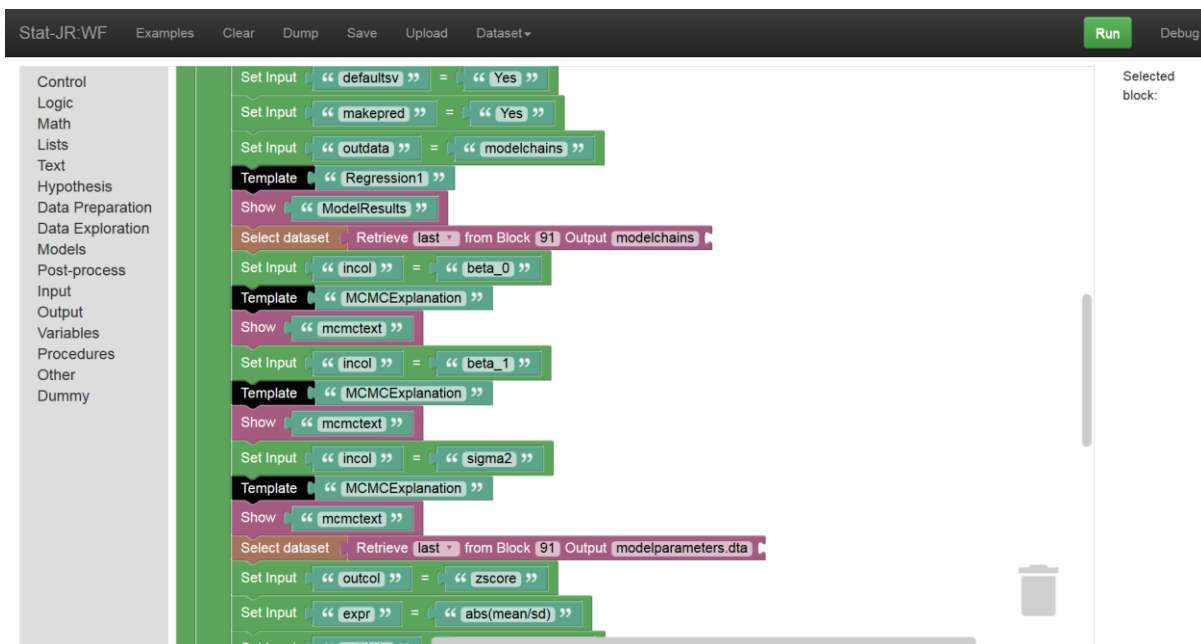 Stat-JR:WF Examples Clear Dump Save Upload Dataset Run Debug
Control
Logic
Math
Lists
Text
Hypothesis
Data Preparation
Data Exploration
Models
Post-process
Input
Output
Variables
Procedures
Other
Dummy
Set Input “ defaultsv ” = “ Yes ”
Set Input “ makepred ” = “ Yes ”
Set Input “ outdata ” = “ modelchains ”
Template “ Regression1 ”
Show “ ModelResults ”
Select dataset Retrieve last from Block 91 Output modelchains
Set Input “ incol ” = “ beta_0 ”
Template “ MCMCExplanation ”
Show “ mcmctext ”
Set Input “ incol ” = “ beta_1 ”
Template “ MCMCExplanation ”
Show “ mcmctext ”
Set Input “ incol ” = “ sigma2 ”
Template “ MCMCExplanation ”
Show “ mcmctext ”
Select dataset Retrieve last from Block 91 Output modelparameters.dta
Set Input “ outcol ” = “ zscore ”
Set Input “ expr ” = “ abs(mean/sd) ”
Selected
block: